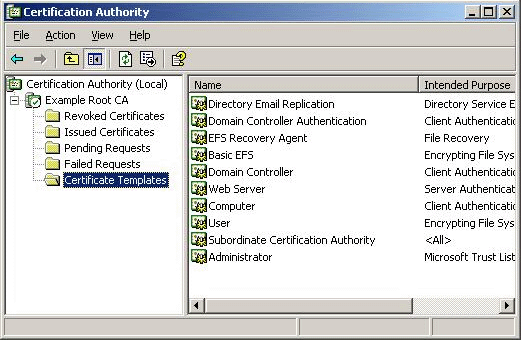 Certification Authority
File Action View Help
Certification Authority (Local)
Example Root CA
Revoked Certificates
Issued Certificates
Pending Requests
Failed Requests
Certificate Templates
Name Intended Purpose
Directory Email Replication Directory Service E
Domain Controller Authentication Client Authenticati
EFS Recovery Agent File Recovery
Basic EFS Encrypting File Sys
Domain Controller Client Authenticati
Web Server Server Authenticat
Computer Client Authenticati
User Encrypting File Sys
Subordinate Certification Authority <All>
Administrator Microsoft Trust List